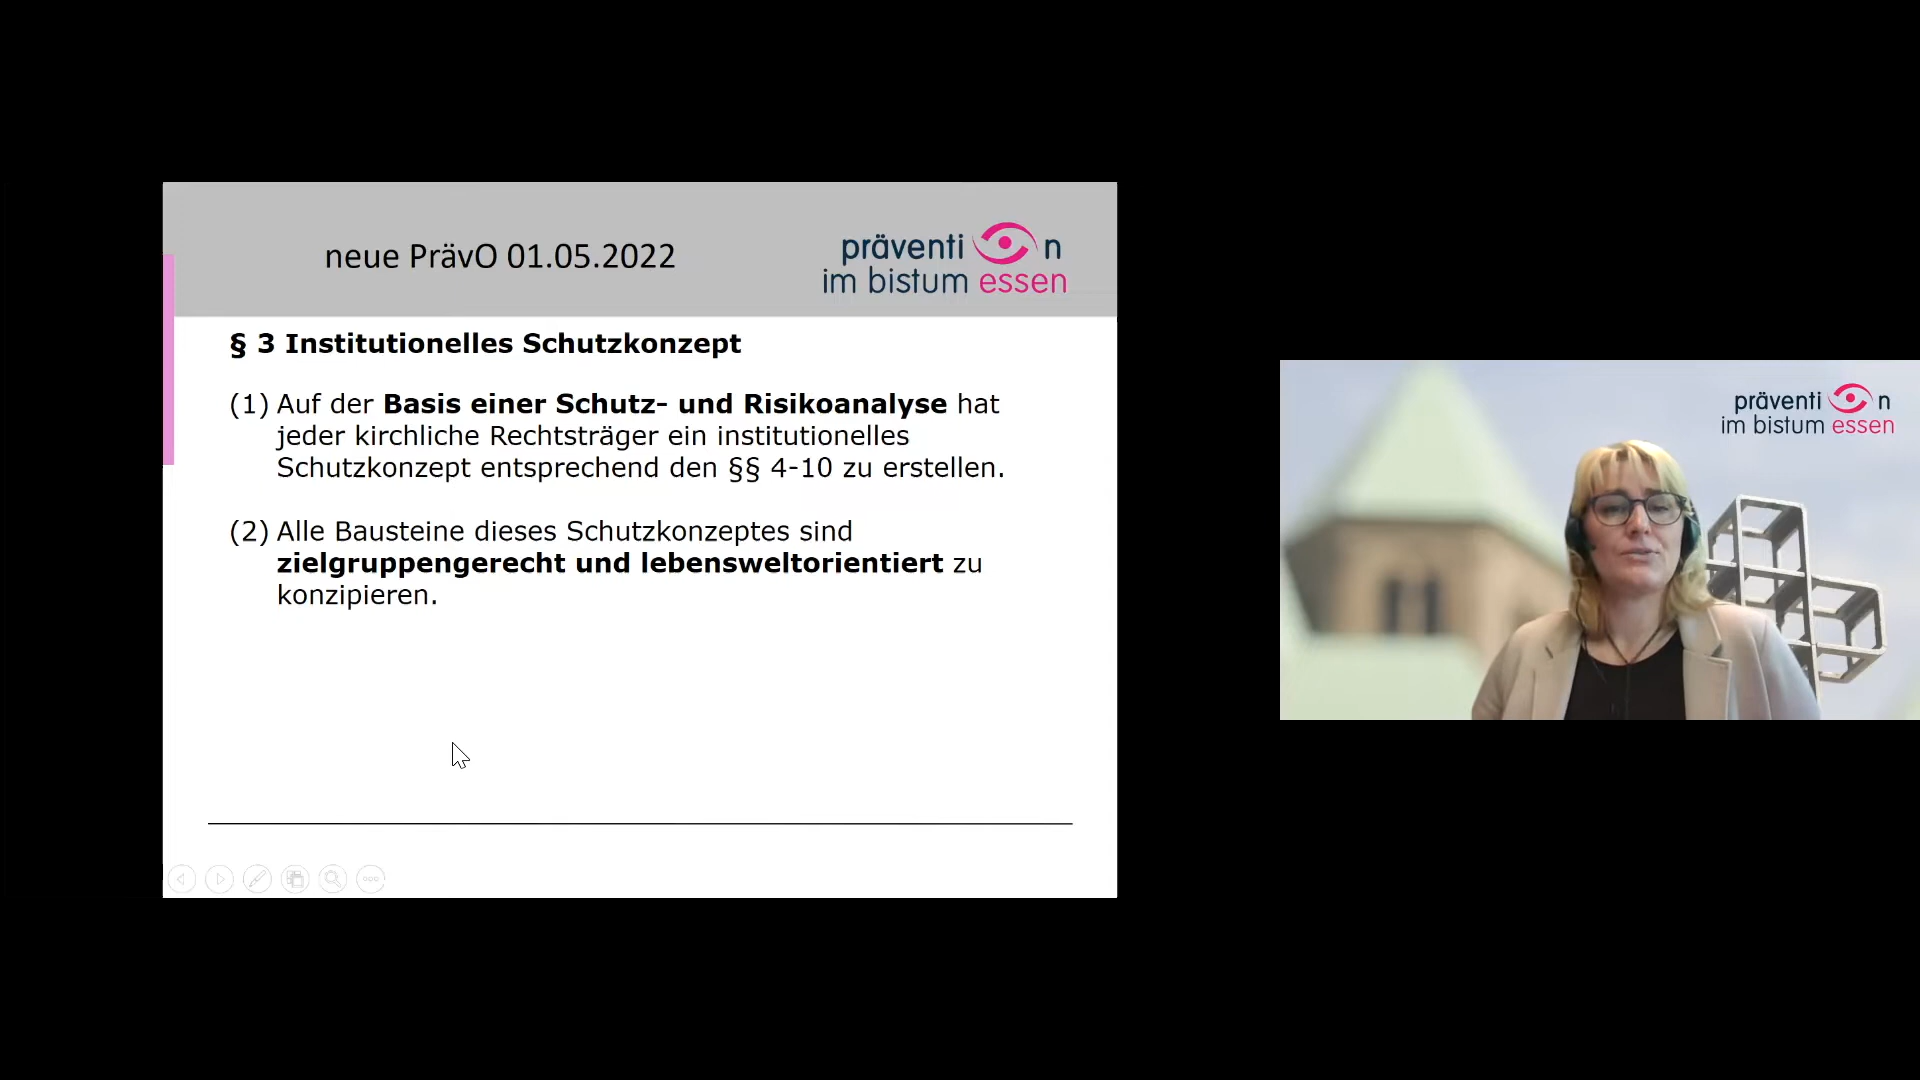 neue PrävO 01.05.2022
präventi n
im bistum essen
§ 3 Institutionelles Schutzkonzept
(1) Auf der Basis einer Schutz- und Risikoanalyse hat
jeder kirchliche Rechtsträger ein institutionelles
Schutzkonzept entsprechend den §§ 4-10 zu erstellen.
(2) Alle Bausteine dieses Schutzkonzeptes sind
zielgruppengerecht und lebensweltorientiert zu
konzipieren.
präventi n
im bistum essen